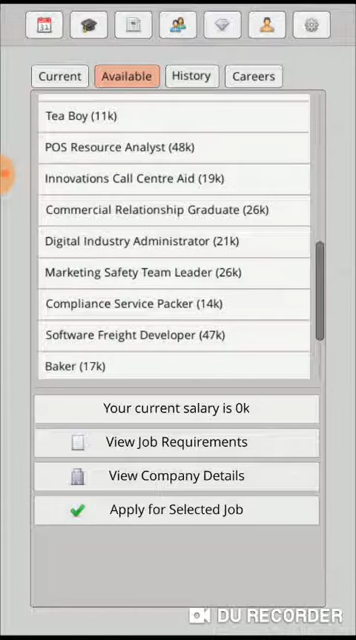 Current Available History Careers
Tea Boy (11k)
POS Resource Analyst (48k)
Innovations Call Centre Aid (19k)
Commercial Relationship Graduate (26k)
Digital Industry Administrator (21k)
Marketing Safety Team Leader (26k)
Compliance Service Packer (14k)
Software Freight Developer (47k)
Baker (17k)
Your current salary is 0k
View Job Requirements
View Company Details
Apply for Selected Job
DU RECORDER